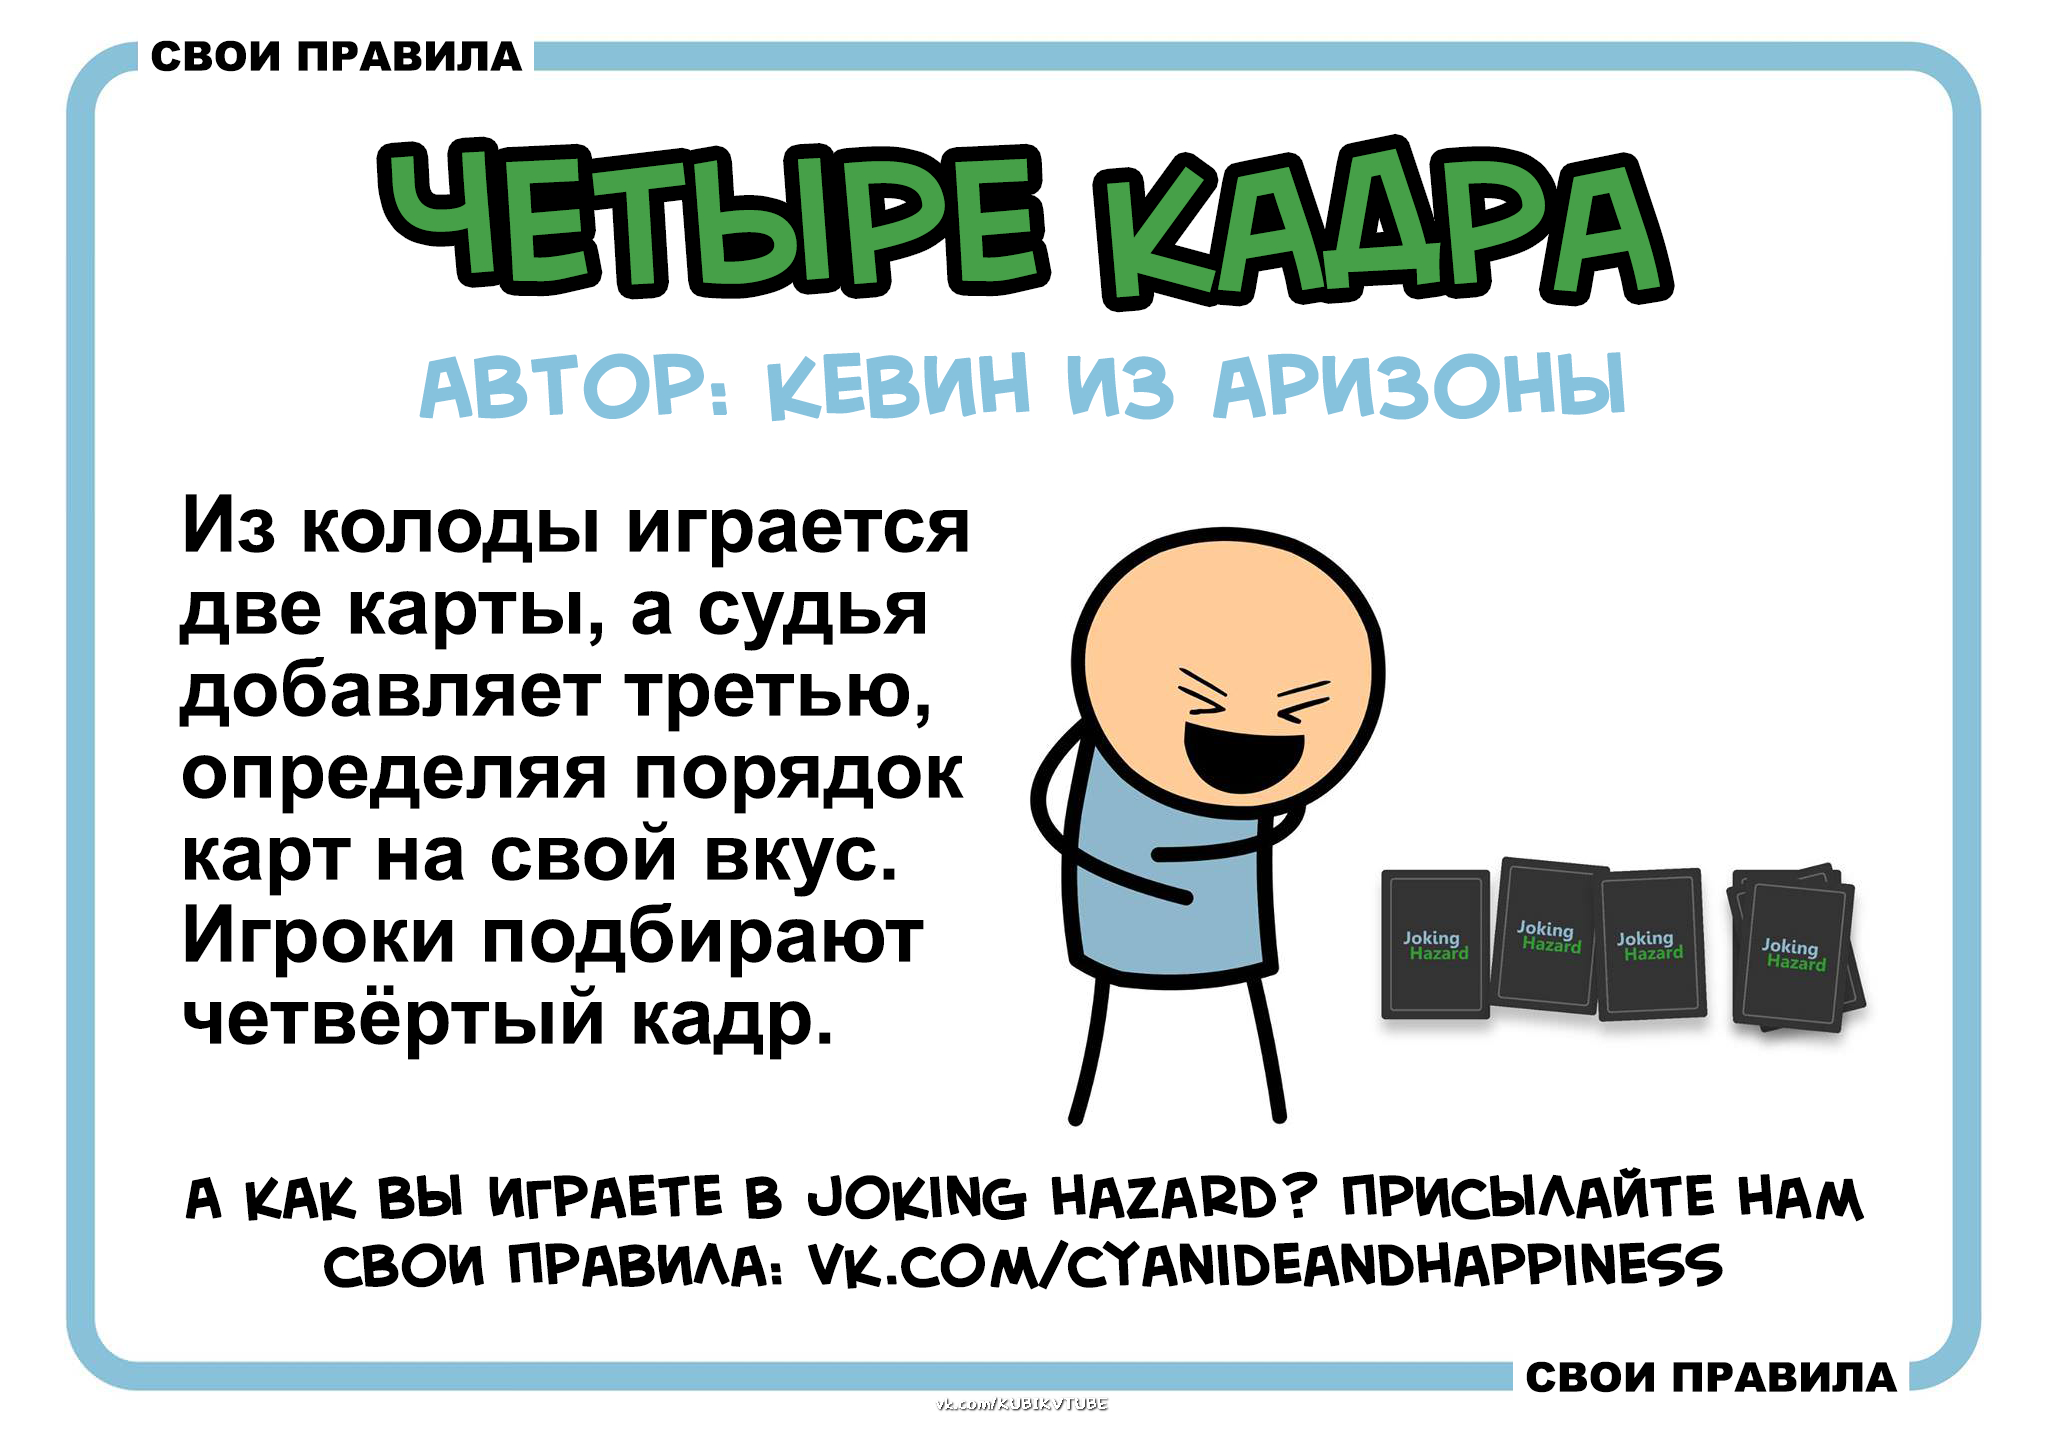 СВОИ ПРАВИЛА
ЧЕТЫРЕ КАДРА
АВТОР: КЕВИН ИЗ АРИЗОНЫ
Из колоды играется
две карты, а судья
добавляет третью,
определяя порядок
карт на свой вкус.
Игроки подбирают
четвёртый кадр.
Joking
Hazard
Joking
Hazard
Joking
Hazard
Joking
Hazard
А КАК ВЫ ИГРАЕТЕ В JOKING HAZARD? ПРИСЫЛАЙТЕ НАМ
СВОИ ПРАВИЛА: VK.COM/CYANIDEANDHAPPINESS
СВОИ ПРАВИЛА
vk.com/KUBIKVTUBE